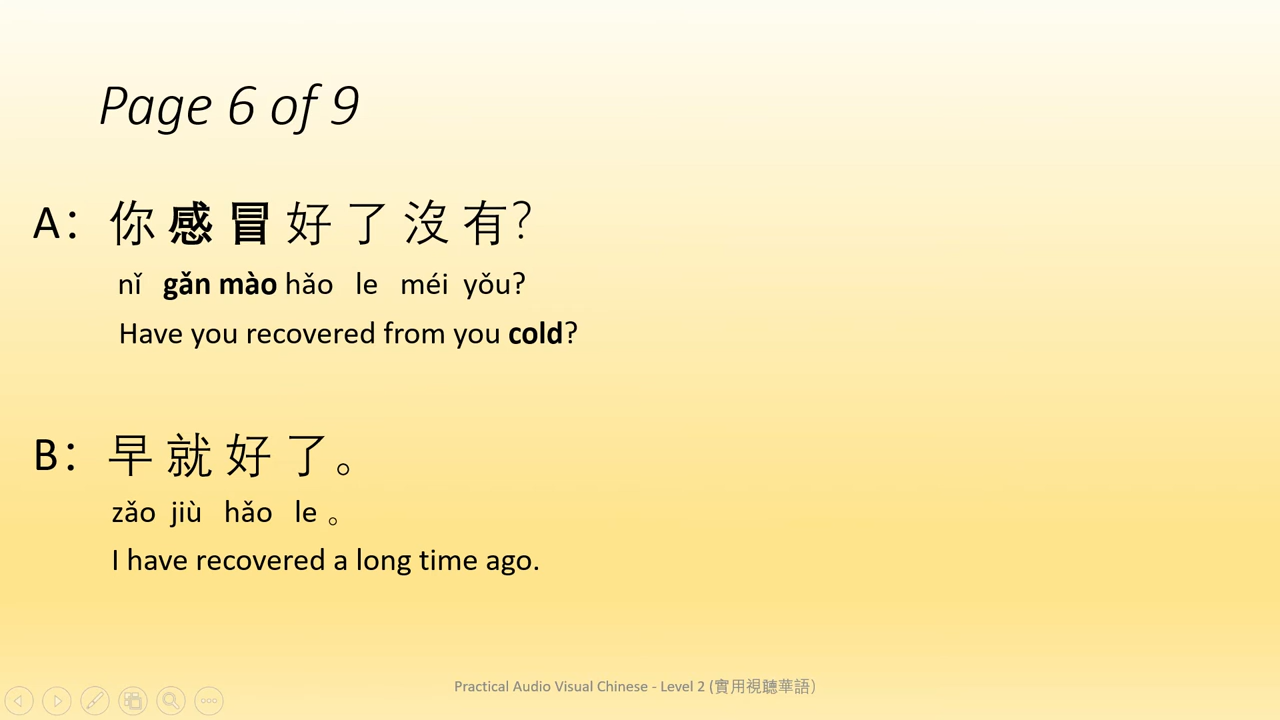 Page 6 of 9
A： 你 感 冒 好 了 沒 有？
nǐ gǎn mào hǎo le méi yǒu?
Have you recovered from you cold?
B： 早 就 好 了。
zǎo jiù hǎo le 。
I have recovered a long time ago.
Practical Audio Visual Chinese - Level 2 (實用視聽華語)